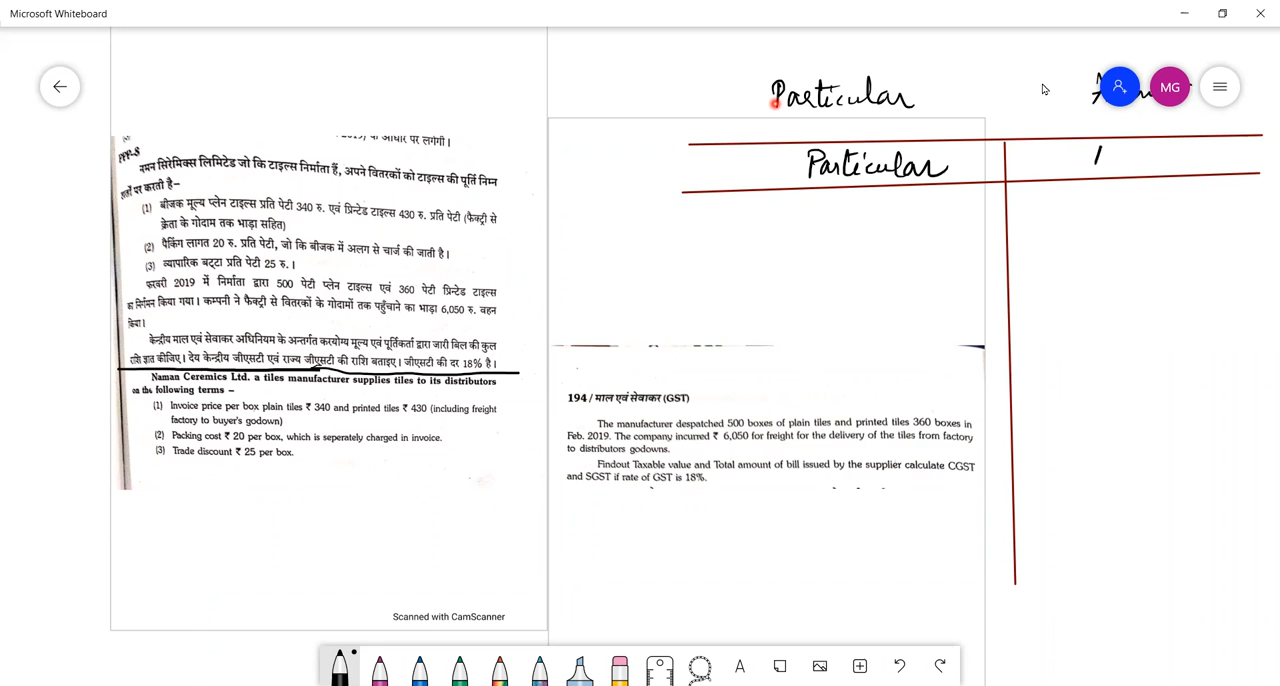 Microsoft Whiteboard
MG
Particular
Particular
2019) के आधार पर लगेगी।
PPP-8
नमन सिरेमिक्स लिमिटेड जो कि टाइल्स निर्माता हैं, अपने वितरकों को टाइल्स की पूर्ति निम्न
शर्तों पर करती है–
(1) बीजक मूल्य प्लेन टाइल्स प्रति पेटी 340 रु. एवं प्रिन्टेड टाइल्स 430 रु. प्रति पेटी (फैक्ट्री से
क्रेता के गोदाम तक भाड़ा सहित)
(2) पैकिंग लागत 20 रु. प्रति पेटी, जो कि बीजक में अलग से चार्ज की जाती है।
(3) व्यापारिक बट्टा प्रति पेटी 25 रु.।
फरवरी 2019 में निर्माता द्वारा 500 पेटी प्लेन टाइल्स एवं 360 पेटी प्रिन्टेड टाइल्स
का निर्गमन किया गया। कम्पनी ने फैक्ट्री से वितरकों के गोदामों तक पहुँचाने का भाड़ा 6,050 रु. वहन
किया।
केन्द्रीय माल एवं सेवाकर अधिनियम के अन्तर्गत करयोग्य मूल्य एवं पूर्तिकर्ता द्वारा जारी बिल की कुल
राशि ज्ञात कीजिए। देय केन्द्रीय जीएसटी एवं राज्य जीएसटी की राशि बताइए। जीएसटी की दर 18% है।
Naman Ceremics Ltd. a tiles manufacturer supplies tiles to its distributors
on the following terms –
(1) Invoice price per box plain tiles ₹ 340 and printed tiles ₹ 430 (including freight
factory to buyer's godown)
(2) Packing cost ₹ 20 per box, which is seperately charged in invoice.
(3) Trade discount ₹ 25 per box.
Scanned with CamScanner
194 / माल एवं सेवाकर (GST)
The manufacturer despatched 500 boxes of plain tiles and printed tiles 360 boxes in
Feb. 2019. The company incurred ₹ 6,050 for freight for the delivery of the tiles from factory
to distributors godowns.
Findout Taxable value and Total amount of bill issued by the supplier calculate CGST
and SGST if rate of GST is 18%.